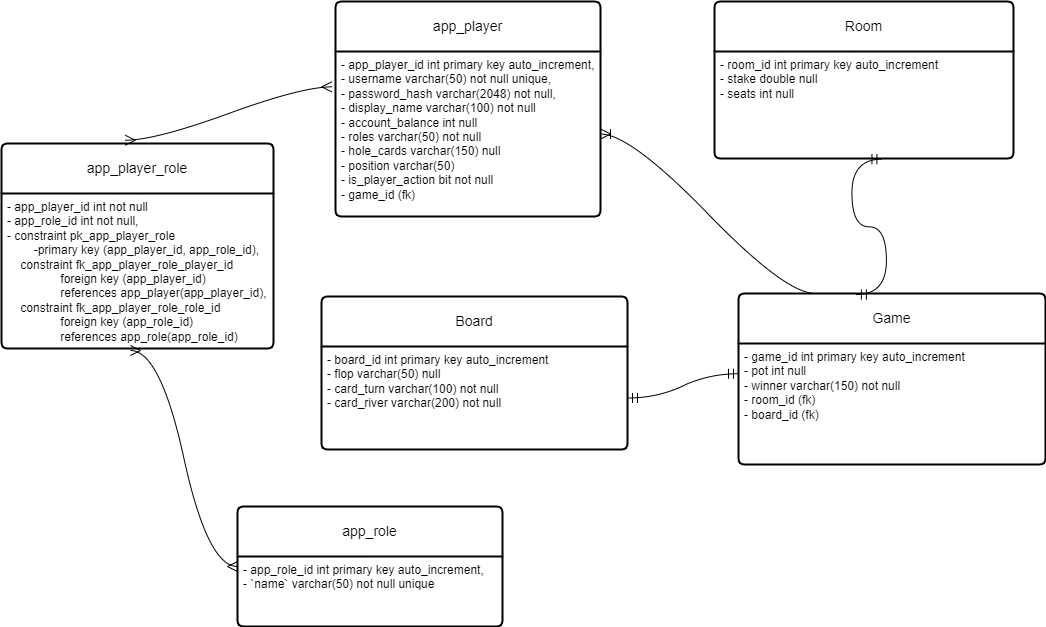 app_player
- app_player_id int primary key auto_increment,
- username varchar(50) not null unique,
- password_hash varchar(2048) not null,
- display_name varchar(100) not null
- account_balance int null
- roles varchar(50) not null
- hole_cards varchar(150) null
- position varchar(50)
- is_player_action bit not null
- game_id (fk)
Room
- room_id int primary key auto_increment
- stake double null
- seats int null
app_player_role
- app_player_id int not null
- app_role_id int not null,
- constraint pk_app_player_role
-primary key (app_player_id, app_role_id),
constraint fk_app_player_role_player_id
foreign key (app_player_id)
references app_player(app_player_id),
constraint fk_app_player_role_role_id
foreign key (app_role_id)
references app_role(app_role_id)
Board
- board_id int primary key auto_increment
- flop varchar(50) null
- card_turn varchar(100) not null
- card_river varchar(200) not null
Game
- game_id int primary key auto_increment
- pot int null
- winner varchar(150) not null
- room_id (fk)
- board_id (fk)
app_role
- app_role_id int primary key auto_increment,
- `name` varchar(50) not null unique